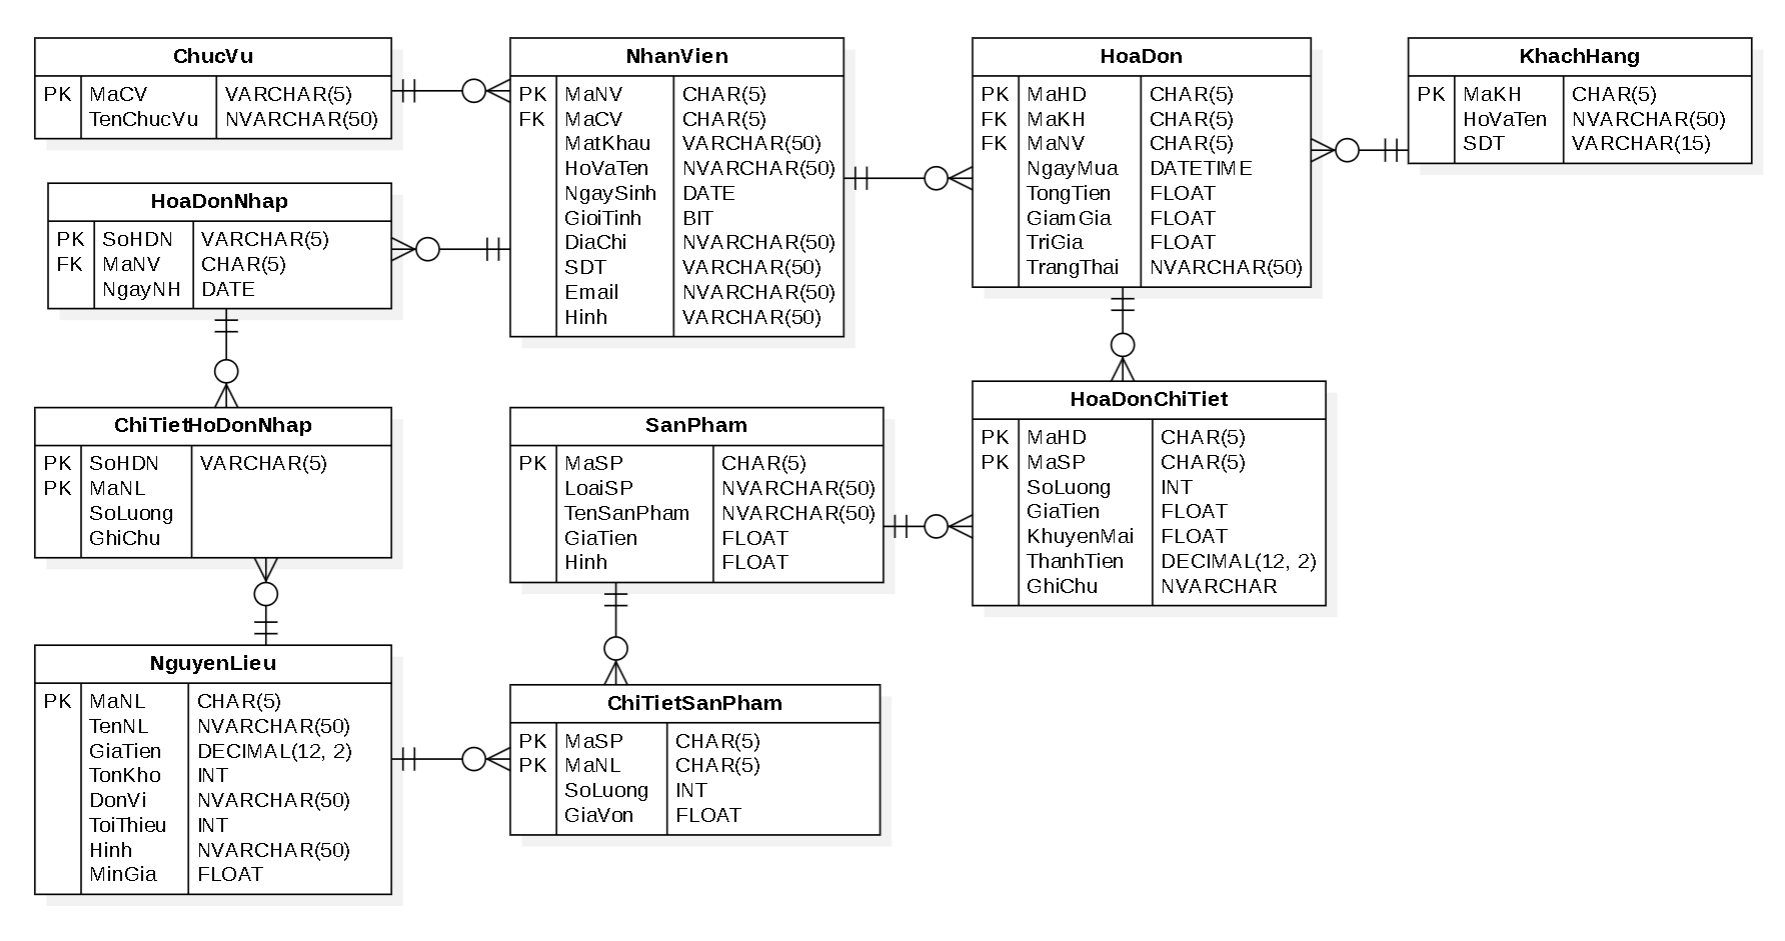 ChucVu
PK MaCV VARCHAR(5)
TenChucVu NVARCHAR(50)
NhanVien
PK MaNV CHAR(5)
FK MaCV CHAR(5)
MatKhau VARCHAR(50)
HoVaTen NVARCHAR(50)
NgaySinh DATE
GioiTinh BIT
DiaChi NVARCHAR(50)
SDT VARCHAR(50)
Email NVARCHAR(50)
Hinh VARCHAR(50)
HoaDon
PK MaHD CHAR(5)
FK MaKH CHAR(5)
FK MaNV CHAR(5)
NgayMua DATETIME
TongTien FLOAT
GiamGia FLOAT
TriGia FLOAT
TrangThai NVARCHAR(50)
KhachHang
PK MaKH CHAR(5)
HoVaTen NVARCHAR(50)
SDT VARCHAR(15)
HoaDonNhap
PK SoHDN VARCHAR(5)
FK MaNV CHAR(5)
NgayNH DATE
ChiTietHoDonNhap
PK SoHDN VARCHAR(5)
PK MaNL
SoLuong
GhiChu
SanPham
PK MaSP CHAR(5)
LoaiSP NVARCHAR(50)
TenSanPham NVARCHAR(50)
GiaTien FLOAT
Hinh FLOAT
HoaDonChiTiet
PK MaHD CHAR(5)
PK MaSP CHAR(5)
SoLuong INT
GiaTien FLOAT
KhuyenMai FLOAT
ThanhTien DECIMAL(12, 2)
GhiChu NVARCHAR
NguyenLieu
PK MaNL CHAR(5)
TenNL NVARCHAR(50)
GiaTien DECIMAL(12, 2)
TonKho INT
DonVi NVARCHAR(50)
ToiThieu INT
Hinh NVARCHAR(50)
MinGia FLOAT
ChiTietSanPham
PK MaSP CHAR(5)
PK MaNL CHAR(5)
SoLuong INT
GiaVon FLOAT